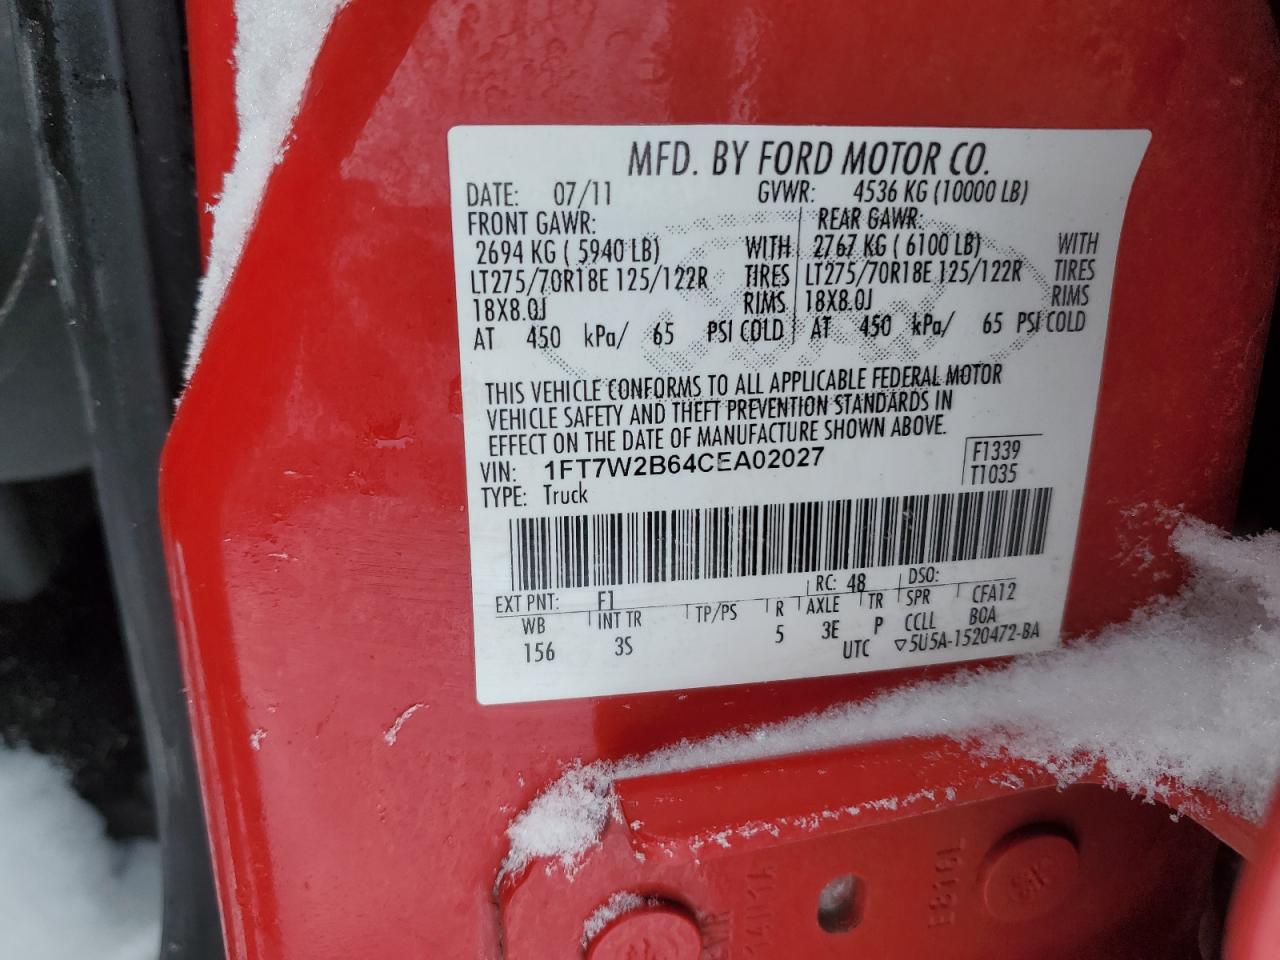 MFD. BY FORD MOTOR CO.
DATE: 07/11 GVWR: 4536 KG (10000 LB)
FRONT GAWR: REAR GAWR:
2694 KG ( 5940 LB) WITH 2767 KG ( 6100 LB) WITH
LT275/70R18E 125/122R TIRES LT275/70R18E 125/122R TIRES
18X8.0J RIMS 18X8.0J RIMS
AT 450 kPa/ 65 PSI COLD AT 450 kPa/ 65 PSI COLD
THIS VEHICLE CONFORMS TO ALL APPLICABLE FEDERAL MOTOR
VEHICLE SAFETY AND THEFT PREVENTION STANDARDS IN
EFFECT ON THE DATE OF MANUFACTURE SHOWN ABOVE.
VIN: 1FT7W2B64CEA02027 F1339
TYPE: Truck T1035
EXT PNT: F1 RC: 48 DSO:
WB INT TR TP/PS R AXLE TR SPR CFA12
156 3S 5 3E P CCLL BOA
UTC ▽5U5A-1520472-BA